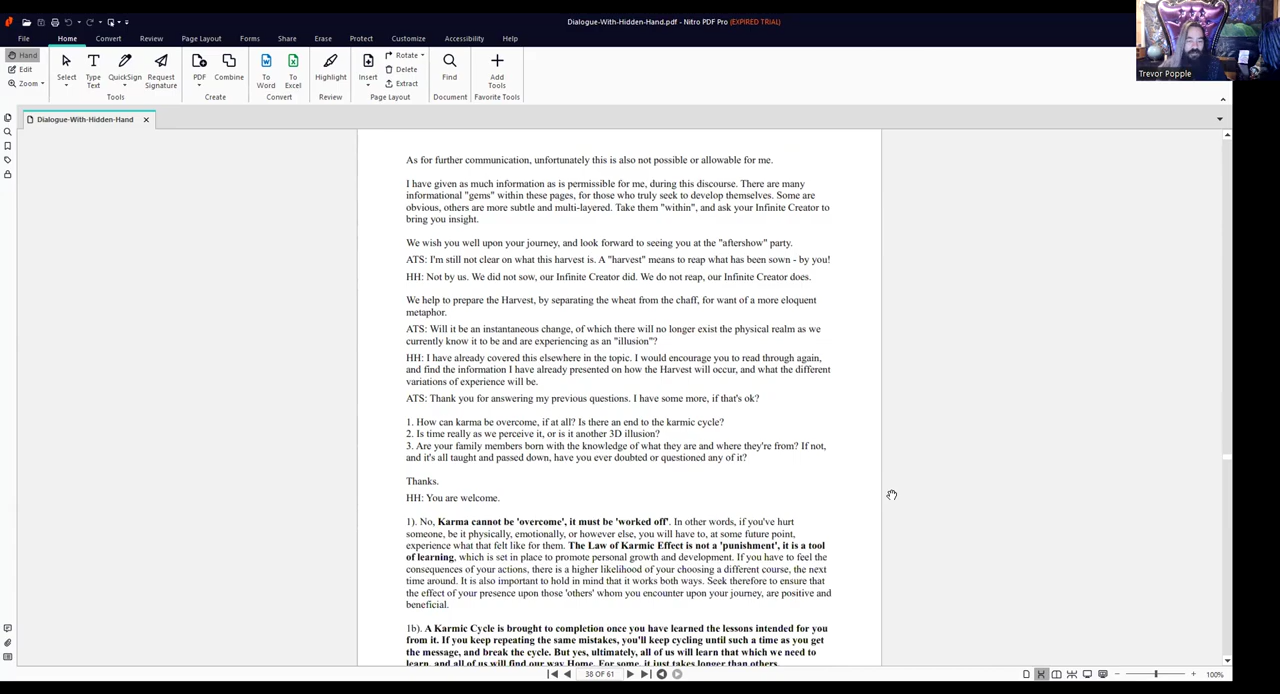 Dialogue-With-Hidden-Hand.pdf - Nitro PDF Pro (EXPIRED TRIAL)
File Home Convert Review Page Layout Forms Share Erase Protect Customize Accessibility Help
Trevor Popple
Hand
Edit
Zoom
Select
Type Text
QuickSign
Request Signature
Tools
PDF
Combine
Create
To Word
To Excel
Convert
Highlight
Review
Insert
Rotate
Delete
Extract
Page Layout
Find
Document
Add Tools
Favorite Tools
Dialogue-With-Hidden-Hand
As for further communication, unfortunately this is also not possible or allowable for me.
I have given as much information as is permissible for me, during this discourse. There are many
informational "gems" within these pages, for those who truly seek to develop themselves. Some are
obvious, others are more subtle and multi-layered. Take them "within", and ask your Infinite Creator to
bring you insight.
We wish you well upon your journey, and look forward to seeing you at the "aftershow" party.
ATS: I'm still not clear on what this harvest is. A "harvest" means to reap what has been sown - by you!
HH: Not by us. We did not sow, our Infinite Creator did. We do not reap, our Infinite Creator does.
We help to prepare the Harvest, by separating the wheat from the chaff, for want of a more eloquent
metaphor.
ATS: Will it be an instantaneous change, of which there will no longer exist the physical realm as we
currently know it to be and are experiencing as an "illusion"?
HH: I have already covered this elsewhere in the topic. I would encourage you to read through again,
and find the information I have already presented on how the Harvest will occur, and what the different
variations of experience will be.
ATS: Thank you for answering my previous questions. I have some more, if that's ok?
1. How can karma be overcome, if at all? Is there an end to the karmic cycle?
2. Is time really as we perceive it, or is it another 3D illusion?
3. Are your family members born with the knowledge of what they are and where they're from? If not,
and it's all taught and passed down, have you ever doubted or questioned any of it?
Thanks.
HH: You are welcome.
1). No, Karma cannot be 'overcome', it must be 'worked off'. In other words, if you've hurt
someone, be it physically, emotionally, or however else, you will have to, at some future point,
experience what that felt like for them. The Law of Karmic Effect is not a 'punishment', it is a tool
of learning, which is set in place to promote personal growth and development. If you have to feel the
consequences of your actions, there is a higher likelihood of your choosing a different course, the next
time around. It is also important to hold in mind that it works both ways. Seek therefore to ensure that
the effect of your presence upon those 'others' whom you encounter upon your journey, are positive and
beneficial.
1b). A Karmic Cycle is brought to completion once you have learned the lessons intended for you
from it. If you keep repeating the same mistakes, you'll keep cycling until such a time as you get
the message, and break the cycle. But yes, ultimately, all of us will learn that which we need to
learn, and all of us will find our way Home. For some, it just takes longer than others.
38 OF 61
100%